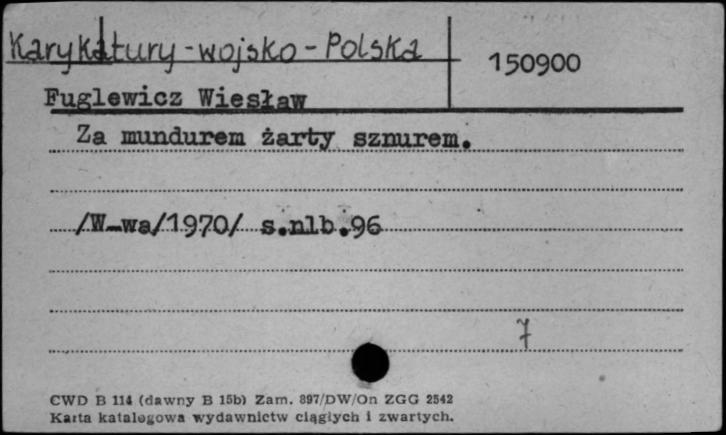 Karykatury - wojsko - Polska
150900
Fuglewicz Wiesław
Za mundurem żarty sznurem.
/W-wa/1970/ s.nlb.96
7
CWD B 114 (dawny B 15b) Zam. 897/DW/On ZGG 2542
Karta katalogowa wydawnictw ciągłych i zwartych.